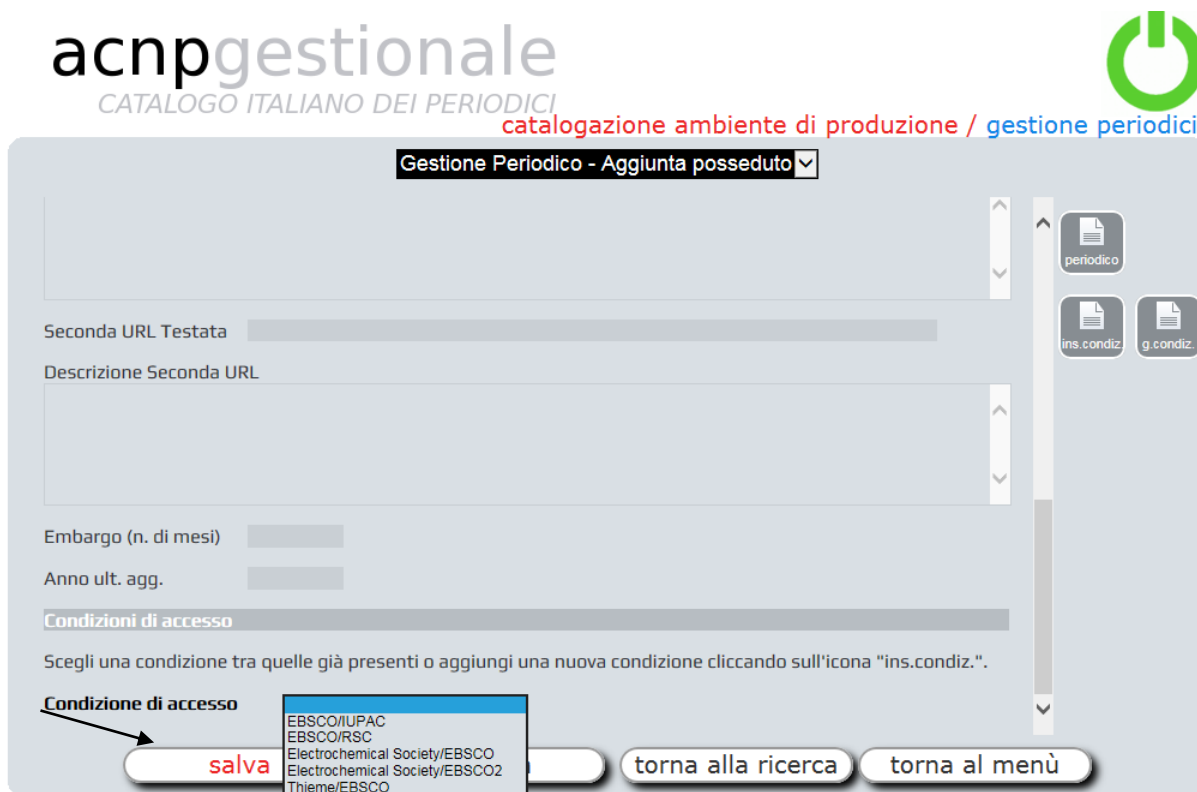 acnpgestionale
CATALOGO ITALIANO DEI PERIODICI
catalogazione ambiente di produzione / gestione periodici
Gestione Periodico - Aggiunta posseduto
periodico
ins.condiz.
g.condiz.
Seconda URL Testata
Descrizione Seconda URL
Embargo (n. di mesi)
Anno ult. agg.
Condizioni di accesso
Scegli una condizione tra quelle già presenti o aggiungi una nuova condizione cliccando sull'icona "ins.condiz.".
Condizione di accesso
EBSCO/IUPAC
EBSCO/RSC
Electrochemical Society/EBSCO
Electrochemical Society/EBSCO2
Thieme/EBSCO
salva
torna alla ricerca
torna al menù